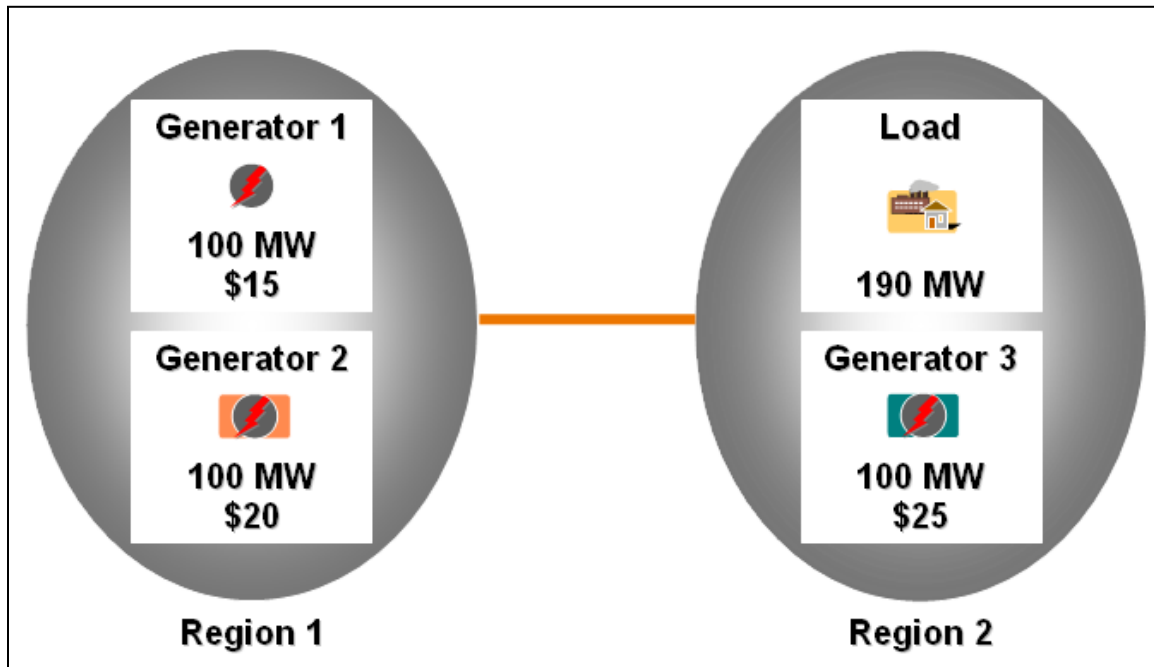 Generator 1
100 MW
$15
Generator 2
100 MW
$20
Region 1
Load
190 MW
Generator 3
100 MW
$25
Region 2